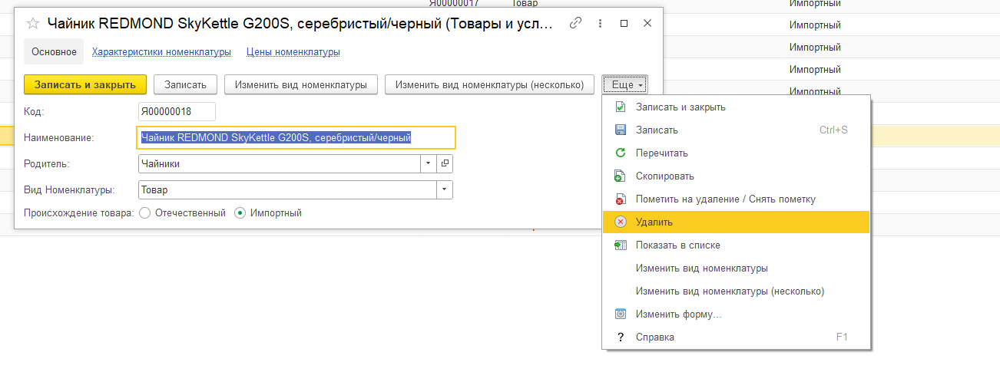 Я00000017 Товар Импортный
Чайник REDMOND SkyKettle G200S, серебристый/черный (Товары и усл...
Импортный
Основное Характеристики номенклатуры Цены номенклатуры
Импортный
Импортный
Записать и закрыть Записать Изменить вид номенклатуры Изменить вид номенклатуры (несколько) Еще
Импортный
Код: Я00000018
Наименование: Чайник REDMOND SkyKettle G200S, серебристый/черный
Родитель: Чайники
Вид Номенклатуры: Товар
Происхождение товара: Отечественный Импортный
Записать и закрыть
Записать Ctrl+S
Перечитать
Скопировать
Пометить на удаление / Снять пометку
Удалить
Показать в списке
Изменить вид номенклатуры
Изменить вид номенклатуры (несколько)
Изменить форму...
Справка F1